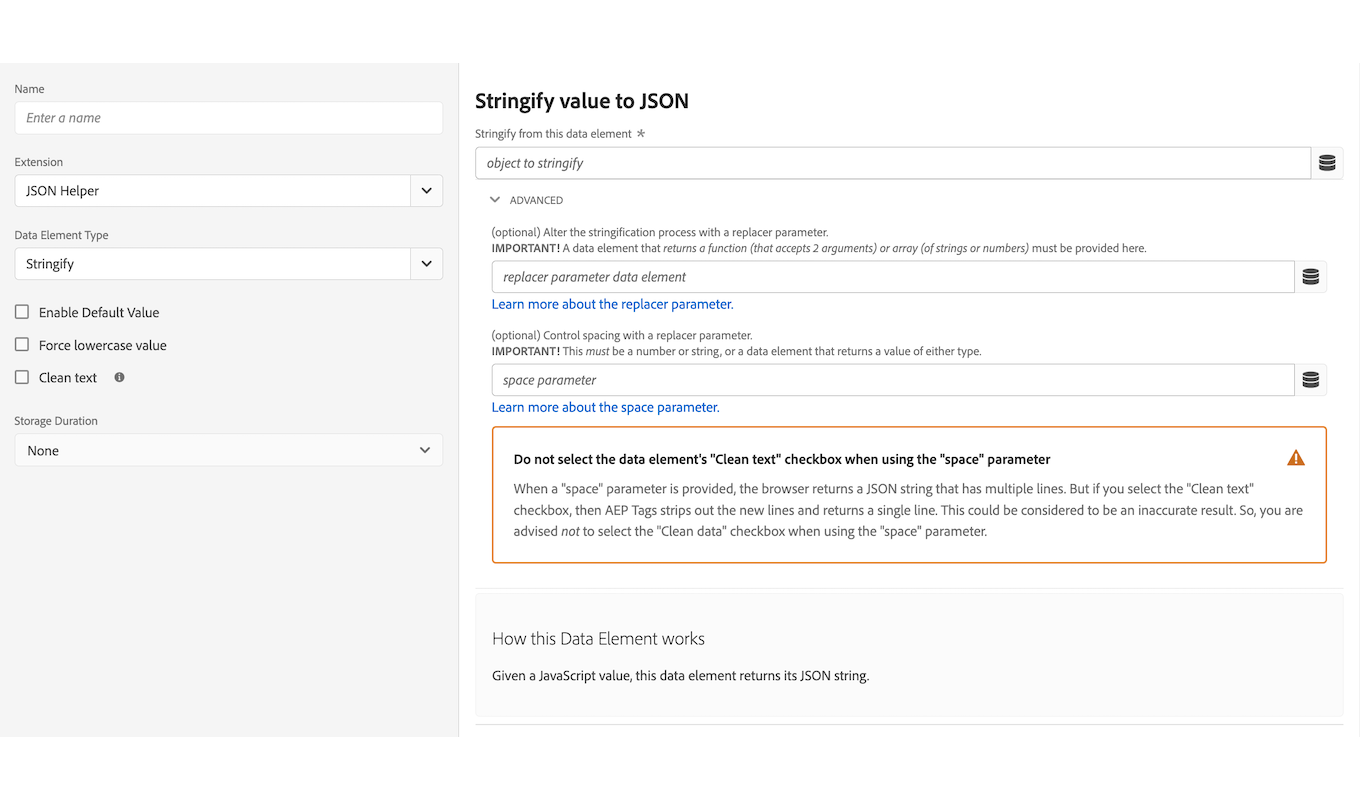 Name
Enter a name
Extension
JSON Helper
Data Element Type
Stringify
Enable Default Value
Force lowercase value
Clean text
Storage Duration
None
Stringify value to JSON
Stringify from this data element *
object to stringify
ADVANCED
(optional) Alter the stringification process with a replacer parameter.
IMPORTANT! A data element that returns a function (that accepts 2 arguments) or array (of strings or numbers) must be provided here.
replacer parameter data element
Learn more about the replacer parameter.
(optional) Control spacing with a replacer parameter.
IMPORTANT! This must be a number or string, or a data element that returns a value of either type.
space parameter
Learn more about the space parameter.
Do not select the data element's "Clean text" checkbox when using the "space" parameter
When a "space" parameter is provided, the browser returns a JSON string that has multiple lines. But if you select the "Clean text"
checkbox, then AEP Tags strips out the new lines and returns a single line. This could be considered to be an inaccurate result. So, you are
advised not to select the "Clean data" checkbox when using the "space" parameter.
How this Data Element works
Given a JavaScript value, this data element returns its JSON string.